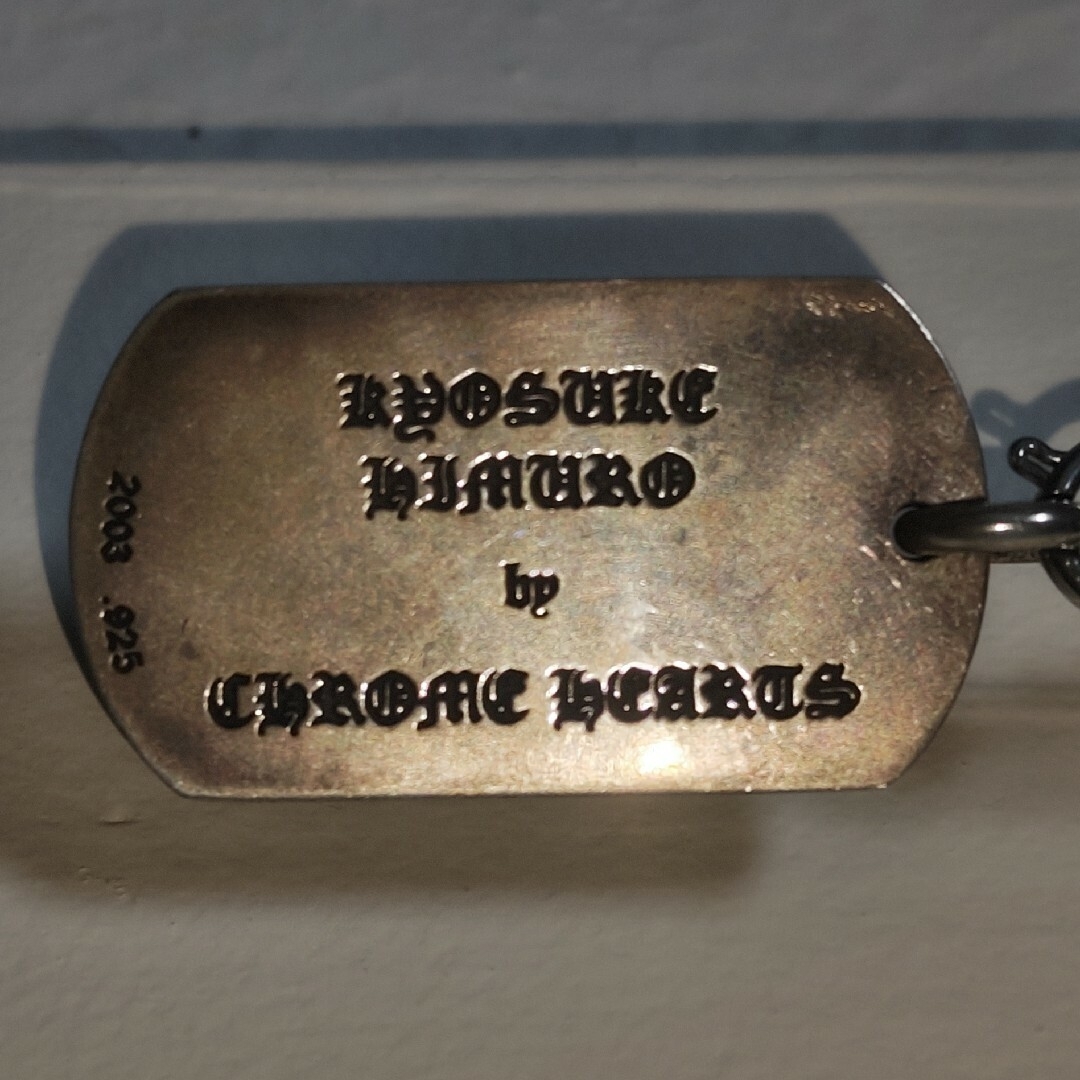 KYOSUKE
HIMURO
by
CHROME HEARTS
2003 .925